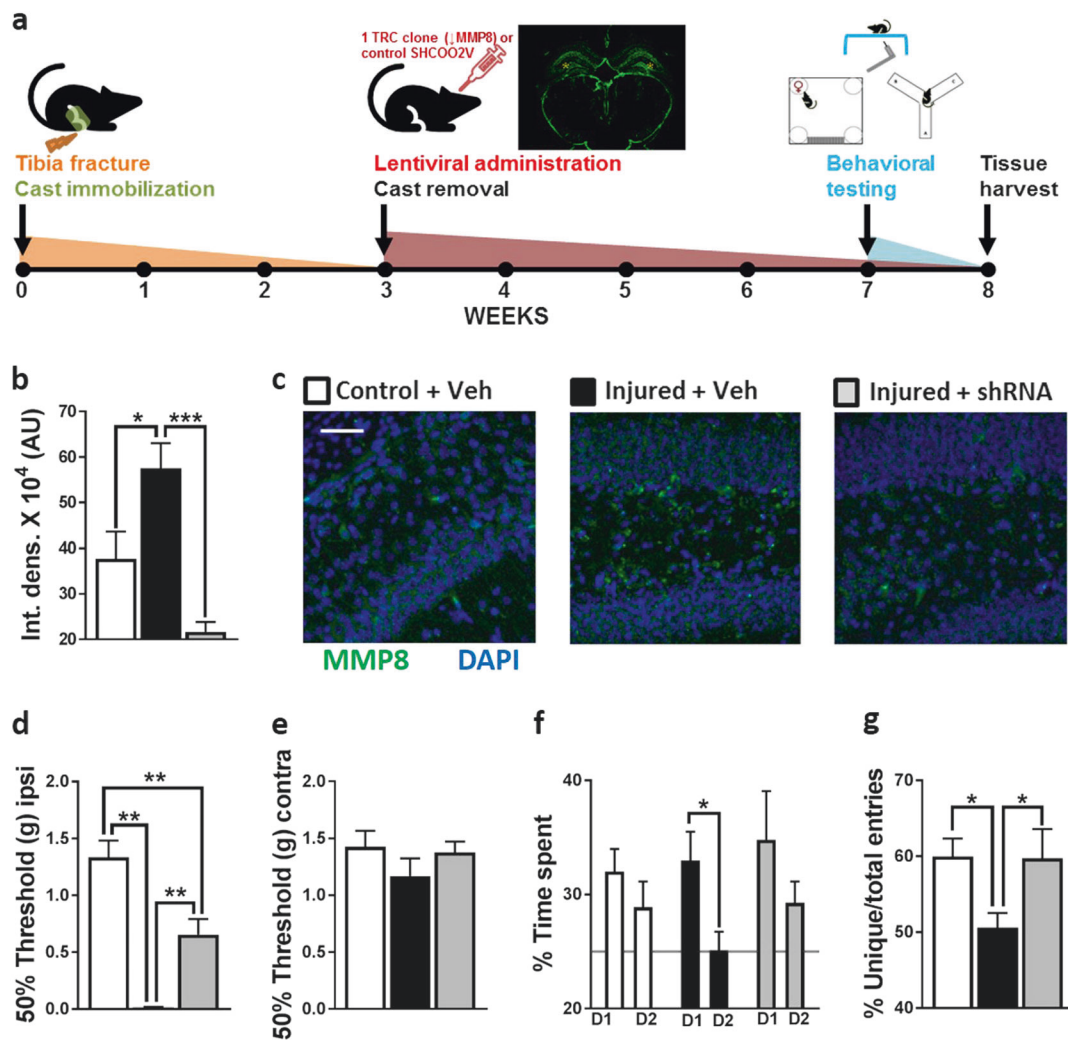 a
1 TRC clone (↓MMP8) or
control SHCOO2V
Tibia fracture
Cast immobilization
Lentiviral administration
Cast removal
Behavioral
testing
Tissue
harvest
0 1 2 3 4 5 6 7 8
WEEKS
b
Int. dens. X 10⁴ (AU)
70
60
50
40
30
20
* ***
c
Control + Veh
Injured + Veh
Injured + shRNA
MMP8 DAPI
d
50% Threshold (g) ipsi
2.0
1.5
1.0
0.5
0.0
**
**
**
e
50% Threshold (g) contra
2.0
1.5
1.0
0.5
0.0
f
% Time spent
40
30
20
*
D1 D2 D1 D2 D1 D2
g
% Unique/total entries
70
60
50
40
* *